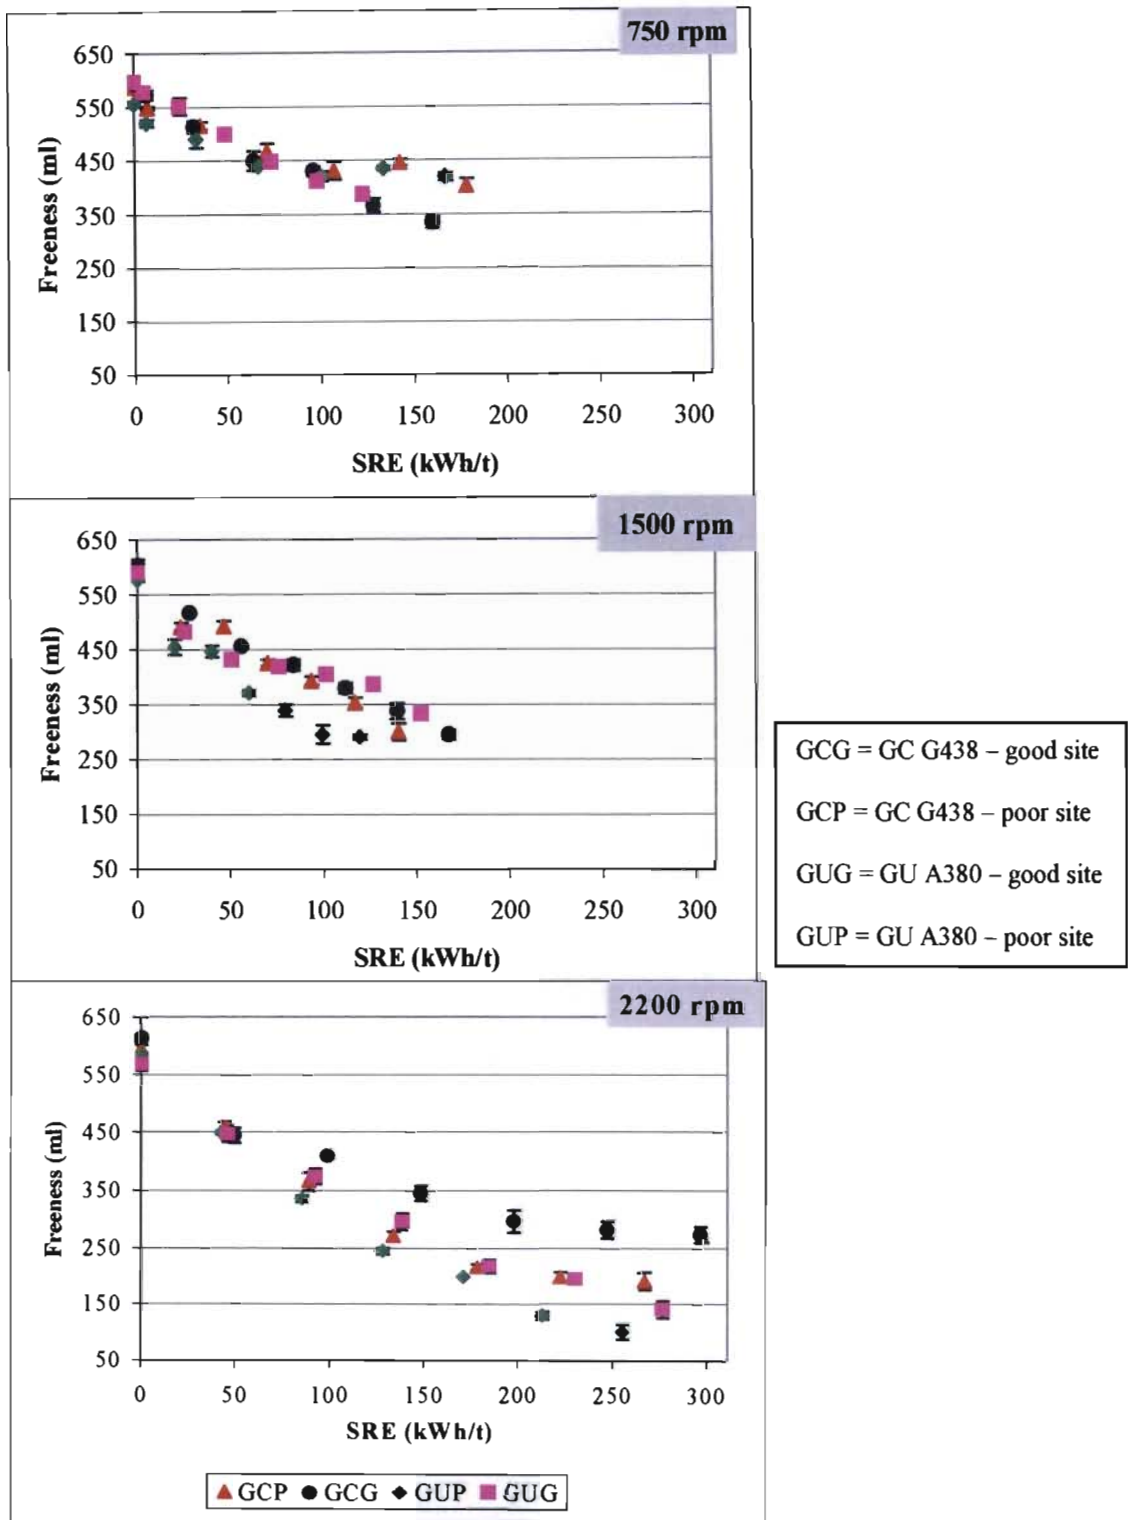 750 rpm
650
550
450
350
250
150
50
Freeness (ml)
0 50 100 150 200 250 300
SRE (kWh/t)
1500 rpm
650
550
450
350
250
150
50
Freeness (ml)
0 50 100 150 200 250 300
SRE (kWh/t)
GCG = GC G438 – good site
GCP = GC G438 – poor site
GUG = GU A380 – good site
GUP = GU A380 – poor site
2200 rpm
650
550
450
350
250
150
50
Freeness (ml)
0 50 100 150 200 250 300
SRE (kWh/t)
GCP GCG GUP GUG